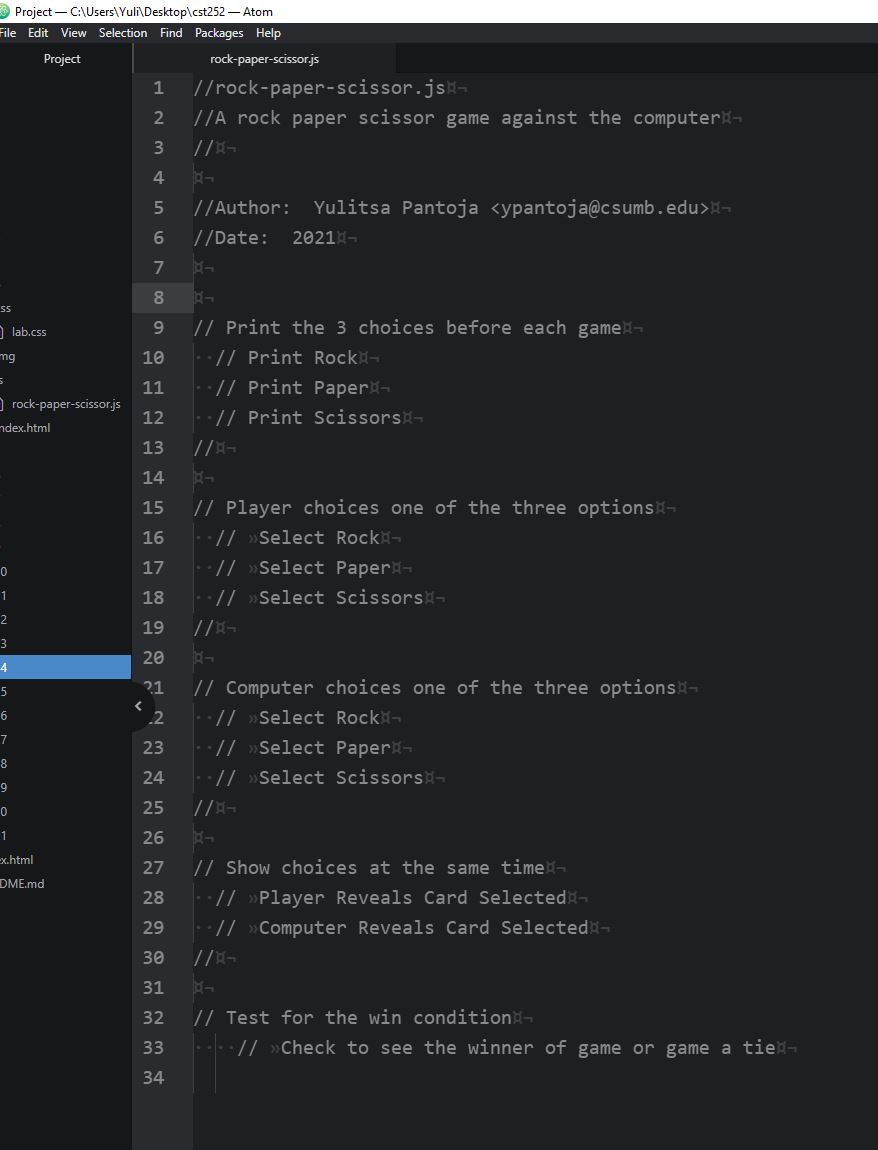 Project — C:\Users\Yuli\Desktop\cst252 — Atom
File Edit View Selection Find Packages Help
Project
rock-paper-scissor.js
ss
lab.css
mg
s
rock-paper-scissor.js
ndex.html
0
1
2
3
4
5
6
7
8
9
0
1
ex.html
DME.md
1 //rock-paper-scissor.js¤¬
2 //A rock paper scissor game against the computer¤¬
3 //¤¬
4 ¤¬
5 //Author:  Yulitsa Pantoja <ypantoja@csumb.edu>¤¬
6 //Date:  2021¤¬
7 ¤¬
8 ¤¬
9 // Print the 3 choices before each game¤¬
10 ··// Print Rock¤¬
11 ··// Print Paper¤¬
12 ··// Print Scissors¤¬
13 //¤¬
14 ¤¬
15 // Player choices one of the three options¤¬
16 ··// »Select Rock¤¬
17 ··// »Select Paper¤¬
18 ··// »Select Scissors¤¬
19 //¤¬
20 ¤¬
21 // Computer choices one of the three options¤¬
22 ··// »Select Rock¤¬
23 ··// »Select Paper¤¬
24 ··// »Select Scissors¤¬
25 //¤¬
26 ¤¬
27 // Show choices at the same time¤¬
28 ··// »Player Reveals Card Selected¤¬
29 ··// »Computer Reveals Card Selected¤¬
30 //¤¬
31 ¤¬
32 // Test for the win condition¤¬
33 ····// »Check to see the winner of game or game a tie¤¬
34